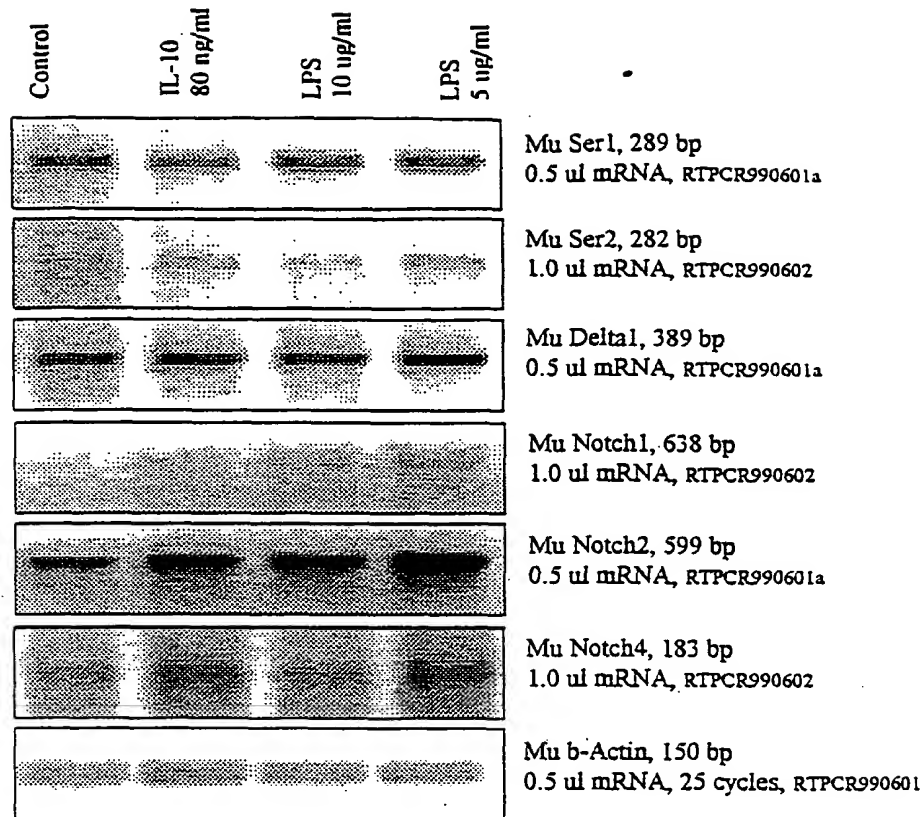 Control
IL-10
80 ng/ml
LPS
10 ug/ml
LPS
5 ug/ml
Mu Ser1, 289 bp
0.5 ul mRNA, RTPCR990601a
Mu Ser2, 282 bp
1.0 ul mRNA, RTPCR990602
Mu Delta1, 389 bp
0.5 ul mRNA, RTPCR990601a
Mu Notch1, 638 bp
1.0 ul mRNA, RTPCR990602
Mu Notch2, 599 bp
0.5 ul mRNA, RTPCR990601a
Mu Notch4, 183 bp
1.0 ul mRNA, RTPCR990602
Mu b-Actin, 150 bp
0.5 ul mRNA, 25 cycles, RTPCR990601